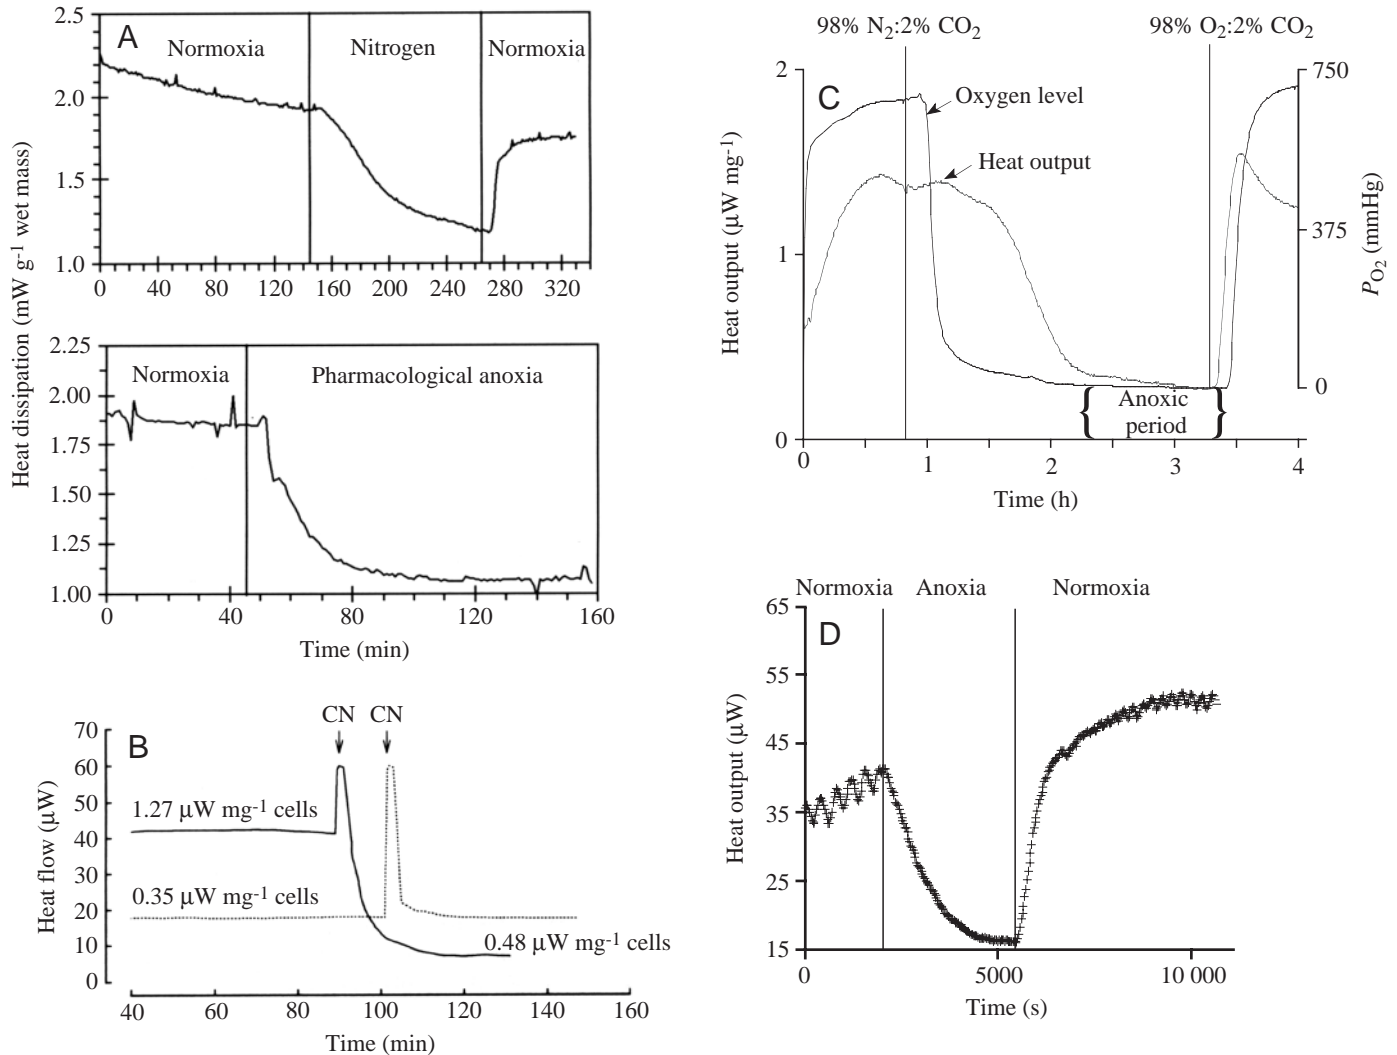 A
Normoxia
Nitrogen
Normoxia
2.5
2.0
1.5
1.0
0
40
80
120
160
200
240
280
320
Heat dissipation (mW g-1 wet mass)
Normoxia
Pharmacological anoxia
2.25
2.00
1.75
1.50
1.25
1.00
0
40
80
120
160
Time (min)
B
CN
CN
70
60
50
40
30
20
10
0
Heat flow (μW)
1.27 μW mg-1 cells
0.35 μW mg-1 cells
0.48 μW mg-1 cells
40
60
80
100
120
140
160
Time (min)
98% N2:2% CO2
98% O2:2% CO2
C
Oxygen level
Heat output
Anoxic
period
2
1
0
Heat output (μW mg-1)
750
375
0
PO2 (mmHg)
0
1
2
3
4
Time (h)
Normoxia
Anoxia
Normoxia
D
65
55
45
35
25
15
Heat output (μW)
0
5000
10 000
Time (s)